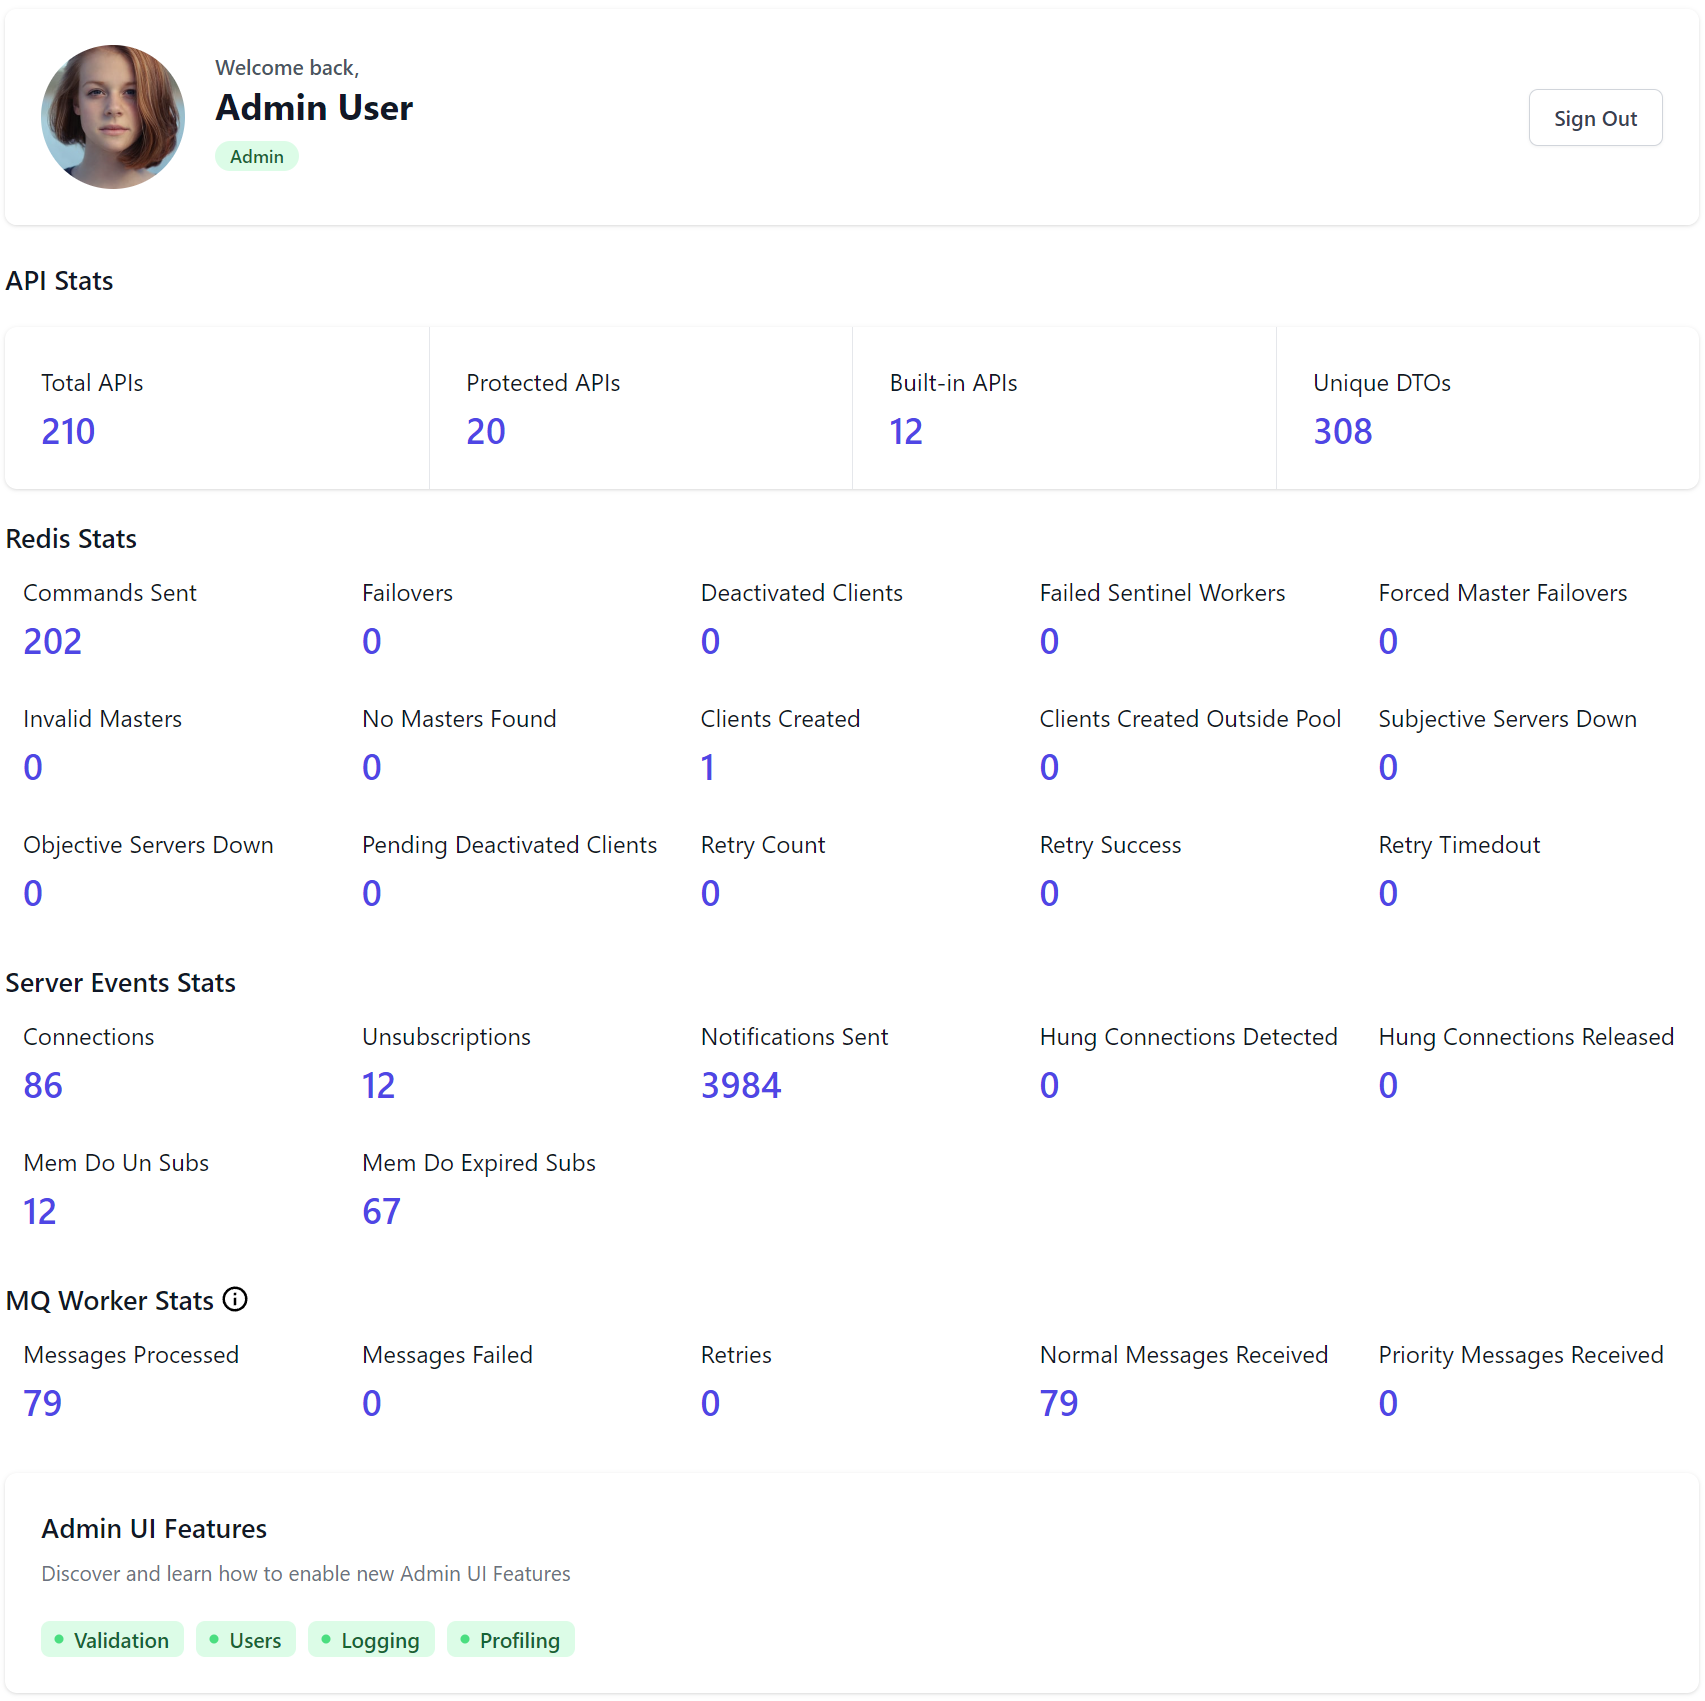 Welcome back,
Admin User
Admin
Sign Out
API Stats
Total APIs
Protected APIs
Built-in APIs
Unique DTOs
210
20
12
308
Redis Stats
Commands Sent
Failovers
Deactivated Clients
Failed Sentinel Workers
Forced Master Failovers
202
0
0
0
0
Invalid Masters
No Masters Found
Clients Created
Clients Created Outside Pool
Subjective Servers Down
0
0
1
0
0
Objective Servers Down
Pending Deactivated Clients
Retry Count
Retry Success
Retry Timedout
0
0
0
0
0
Server Events Stats
Connections
Unsubscriptions
Notifications Sent
Hung Connections Detected
Hung Connections Released
86
12
3984
0
0
Mem Do Un Subs
Mem Do Expired Subs
12
67
MQ Worker Stats
Messages Processed
Messages Failed
Retries
Normal Messages Received
Priority Messages Received
79
0
0
79
0
Admin UI Features
Discover and learn how to enable new Admin UI Features
Validation
Users
Logging
Profiling